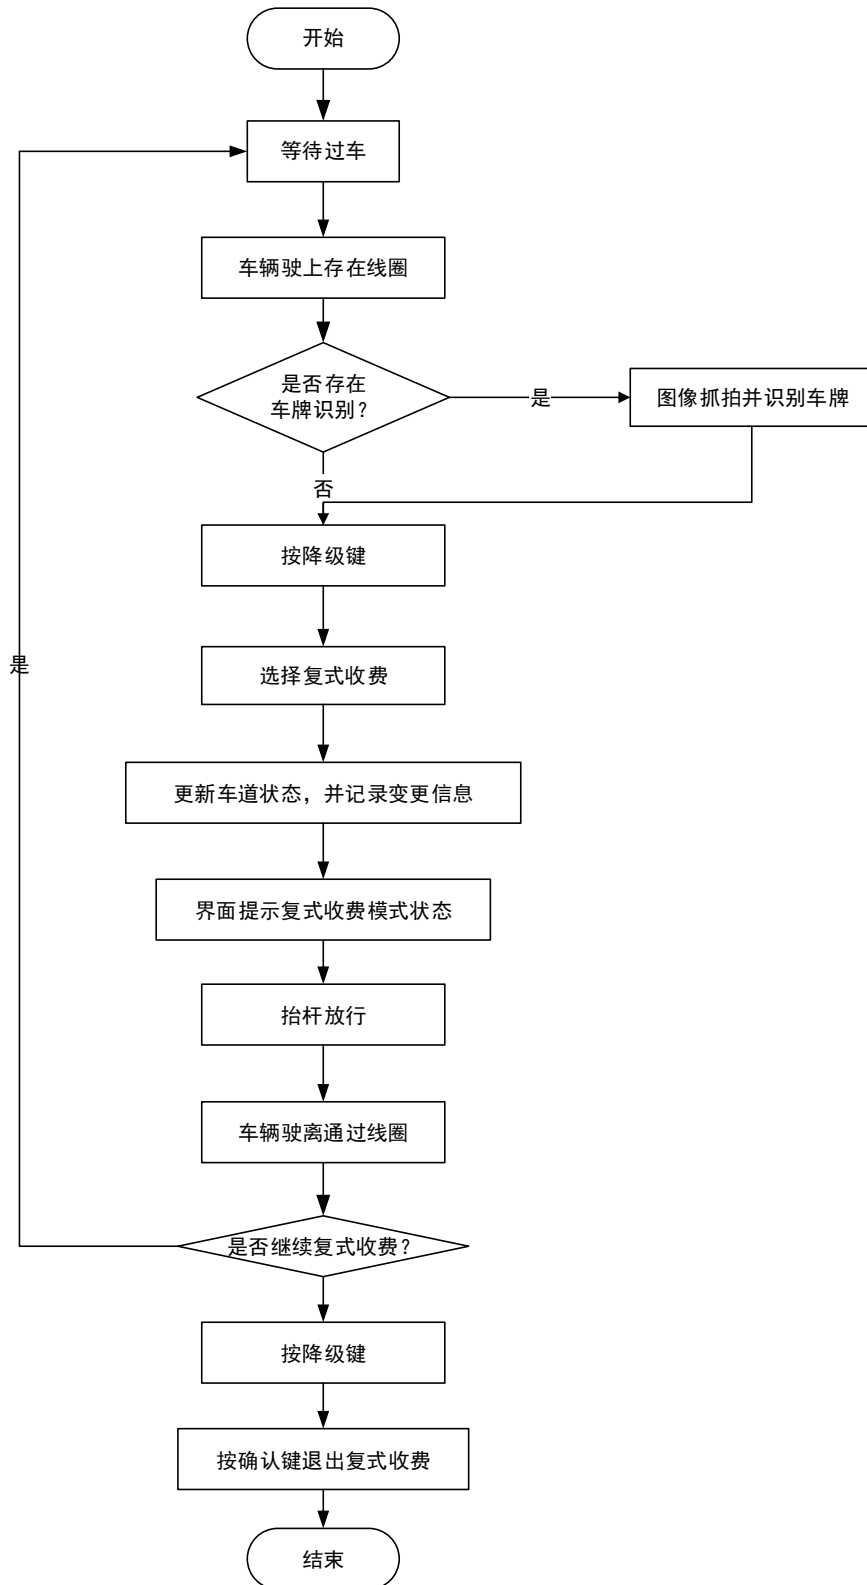 开始
等待过车
车辆驶上存在线圈
是否存在
车牌识别？
是
图像抓拍并识别车牌
否
按降级键
选择复式收费
是
更新车道状态，并记录变更信息
界面提示复式收费模式状态
抬杆放行
车辆驶离通过线圈
是否继续复式收费？
按降级键
按确认键退出复式收费
结束